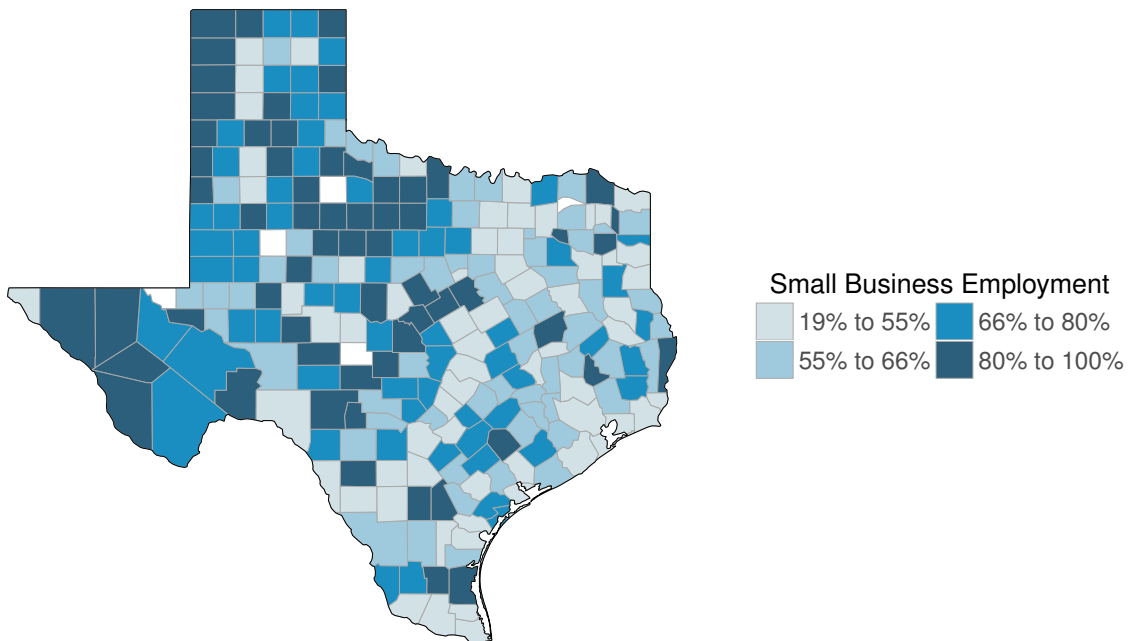 Small Business Employment
19% to 55% 66% to 80%
55% to 66% 80% to 100%